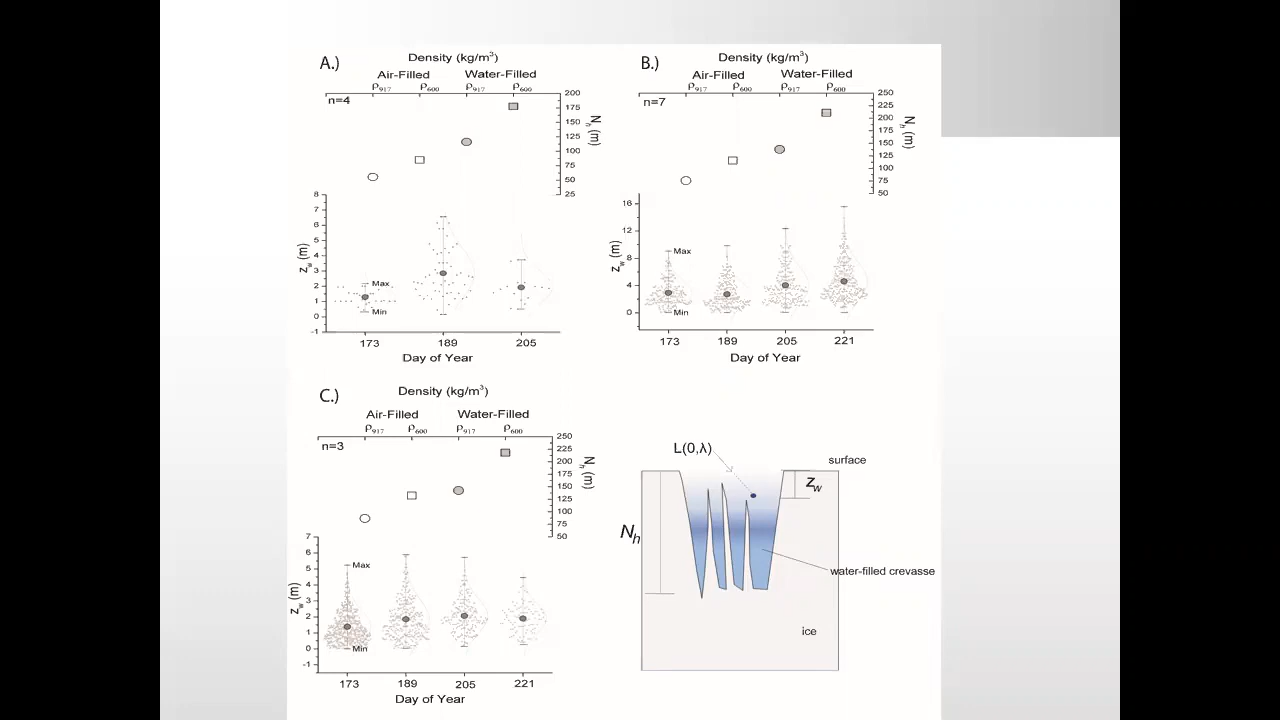 A.)
Density (kg/m³)
Air-Filled Water-Filled
ρ917 ρ600 ρ917 ρ600
n=4
200
175
150
125
100
75
50
25
Nh (m)
8
7
6
5
4
3
2
1
0
-1
zw (m)
Max
Min
173 189 205
Day of Year
B.)
Density (kg/m³)
Air-Filled Water-Filled
ρ917 ρ600 ρ917 ρ600
n=7
250
225
200
175
150
125
100
75
50
Nh (m)
16
12
8
4
0
zw (m)
Max
Min
173 189 205 221
Day of Year
C.)
Density (kg/m³)
Air-Filled Water-Filled
ρ917 ρ600 ρ917 ρ600
n=3
250
225
200
175
150
125
100
75
50
Nh (m)
7
6
5
4
3
2
1
0
-1
zw (m)
Max
Min
173 189 205 221
Day of Year
L(0,λ)
surface
zw
Nh
water-filled crevasse
ice